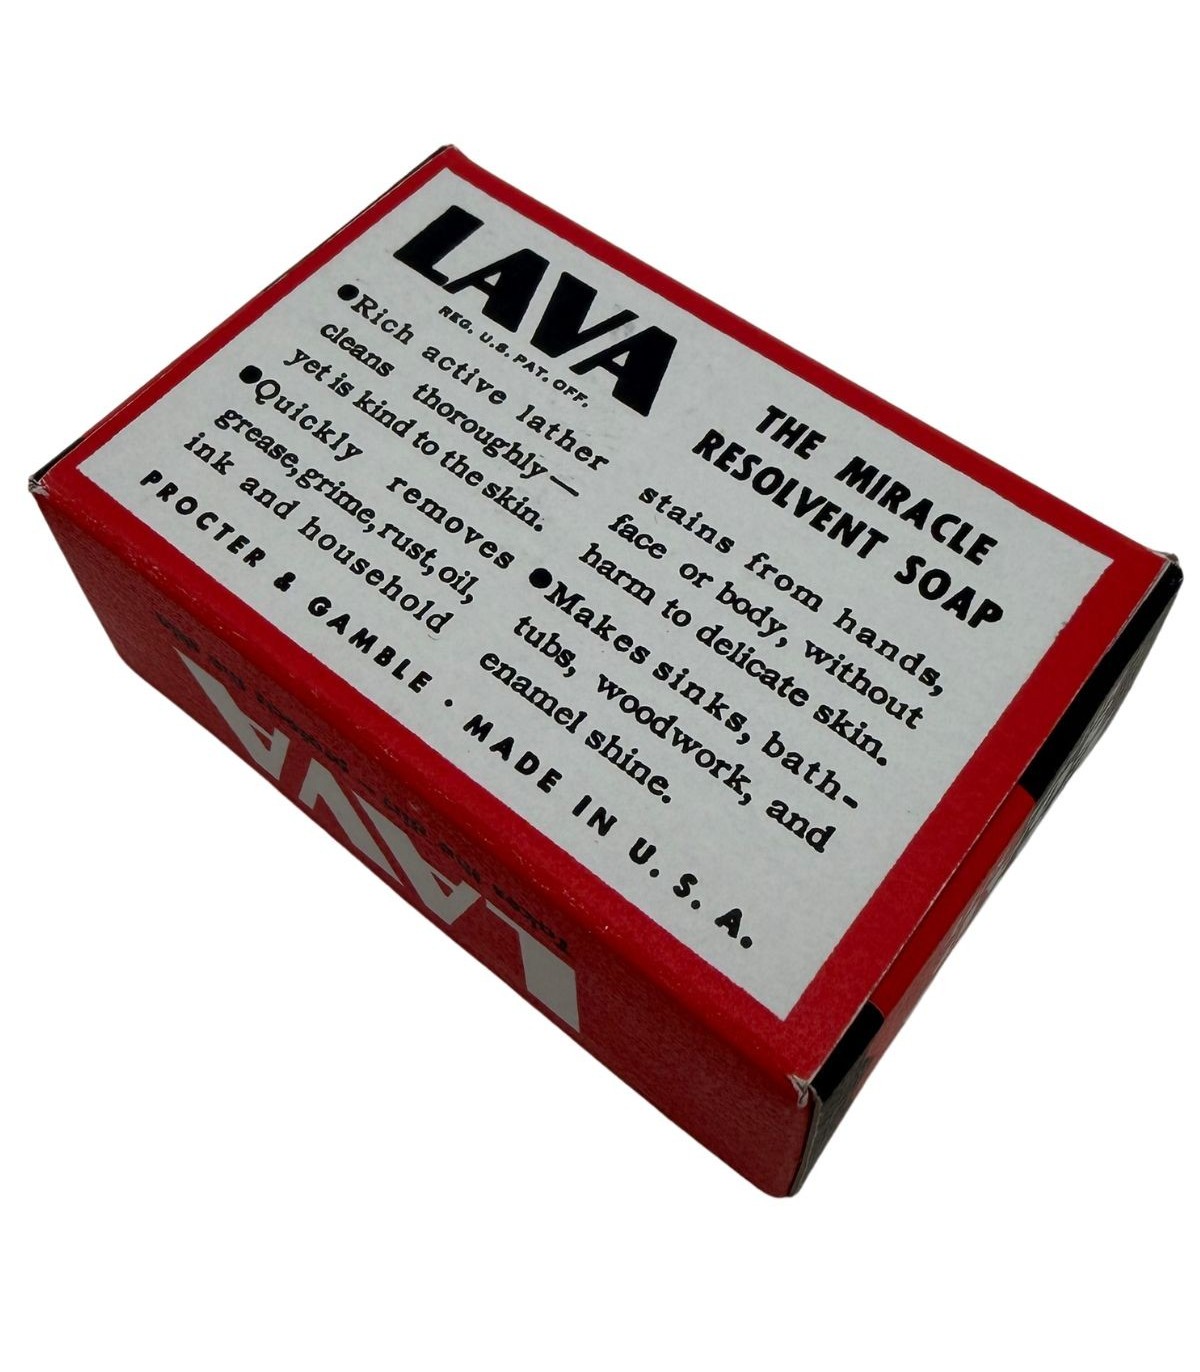 LAVA
REG. U.S. PAT. OFF.
THE MIRACLE
RESOLVENT SOAP
●Rich active lather
cleans thoroughly—
yet is kind to the skin.
●Quickly removes
grease, grime, rust, oil,
ink and household
stains from hands,
face or body, without
harm to delicate skin.
●Makes sinks, bath-
tubs, woodwork, and
enamel shine.
PROCTER & GAMBLE · MADE IN U. S. A.
LAVA